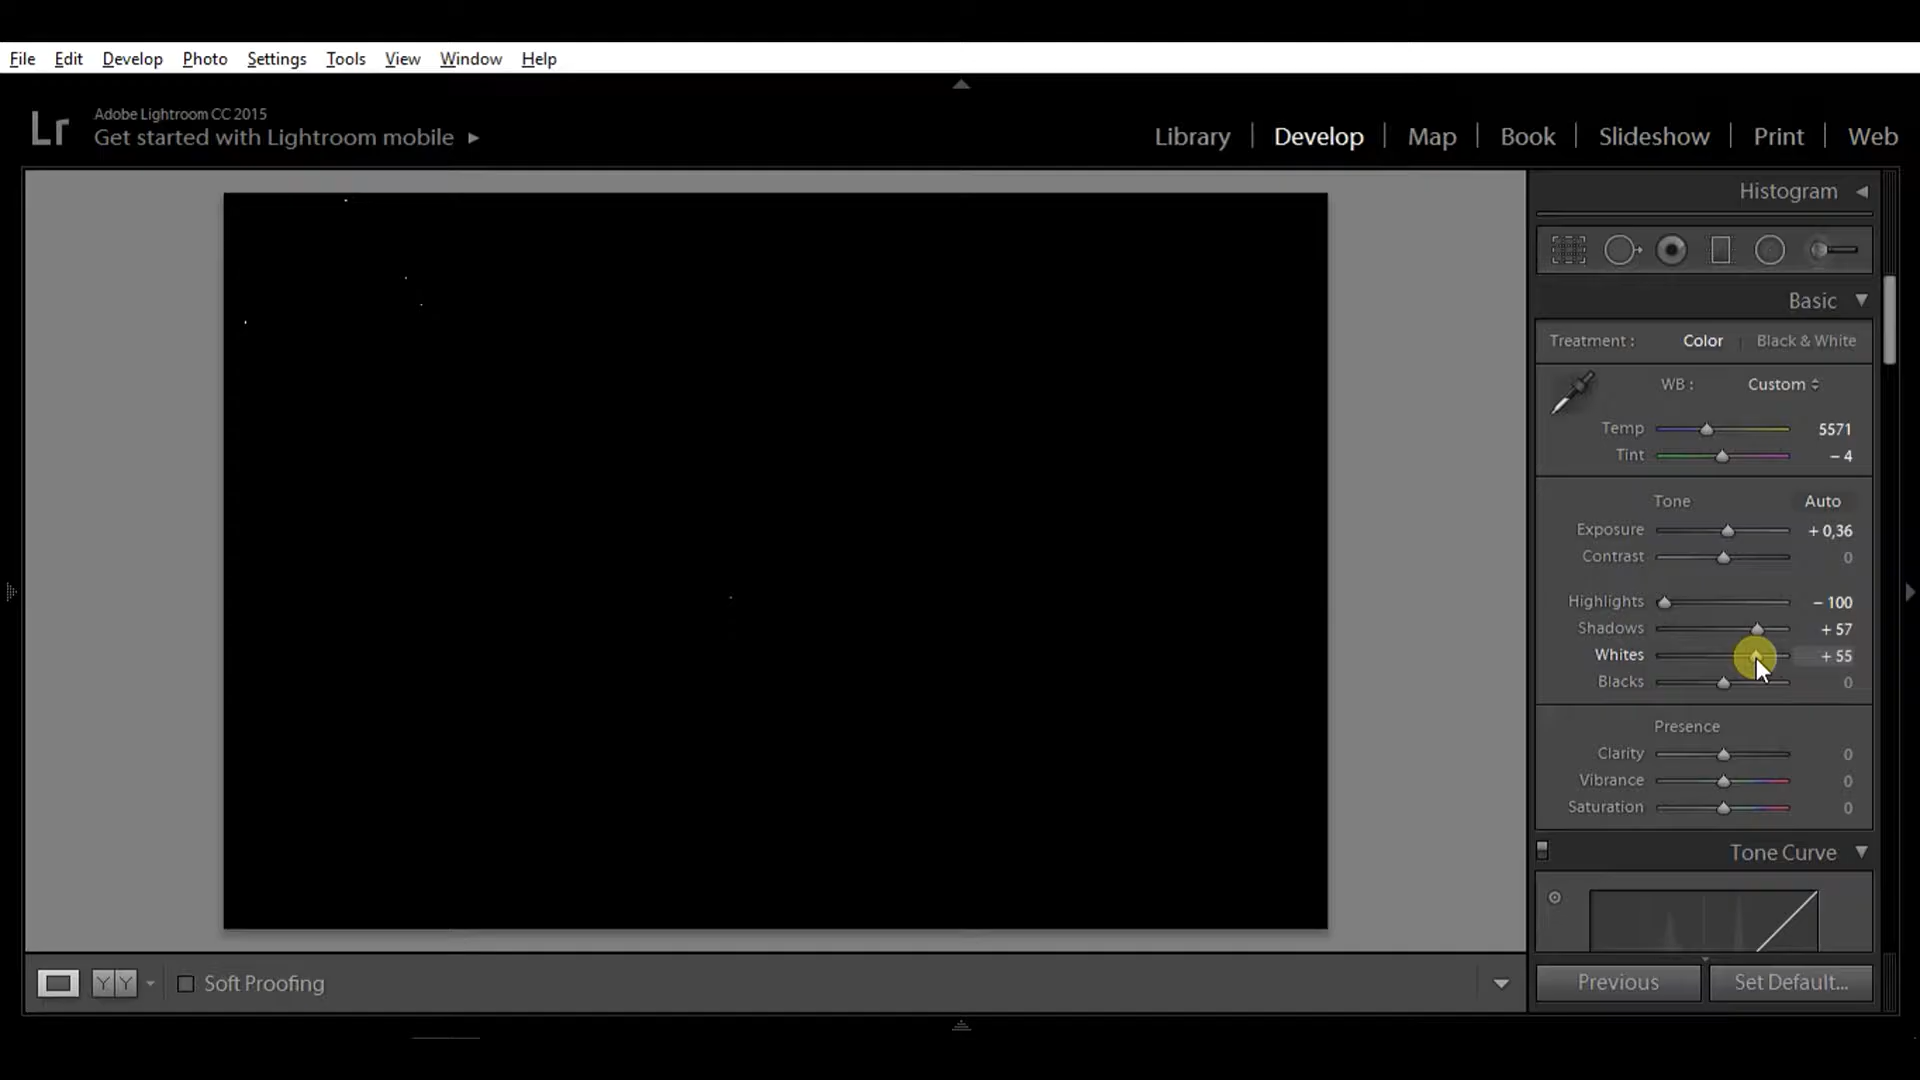 File Edit Develop Photo Settings Tools View Window Help
Lr
Adobe Lightroom CC 2015
Get started with Lightroom mobile
Library Develop Map Book Slideshow Print Web
Histogram
Basic
Treatment : Color Black & White
WB : Custom
Temp 5571
Tint – 4
Tone Auto
Exposure + 0,36
Contrast 0
Highlights – 100
Shadows + 57
Whites + 55
Blacks 0
Presence
Clarity 0
Vibrance 0
Saturation 0
Tone Curve
Y Y Soft Proofing
Previous Set Default...